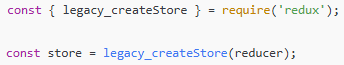 const { legacy_createStore } = require('redux');
const store = legacy_createStore(reducer);